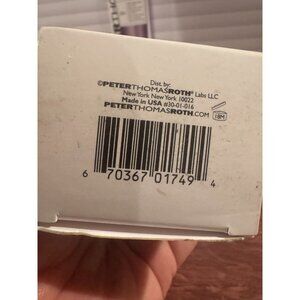 Dist. by:
©PETERTHOMASROTH® Labs LLC
New York New York 10022
Made in USA #30-01-016
PETERTHOMASROTH.COM
18M
6 70367 01749 4